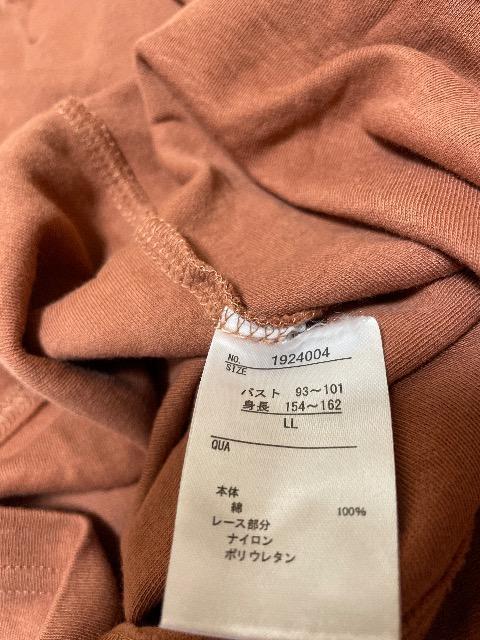 NO. 1924004
SIZE
バスト 93～101
身長 154～162
LL
QUA
本体
綿 100%
レース部分
ナイロン
ポリウレタン